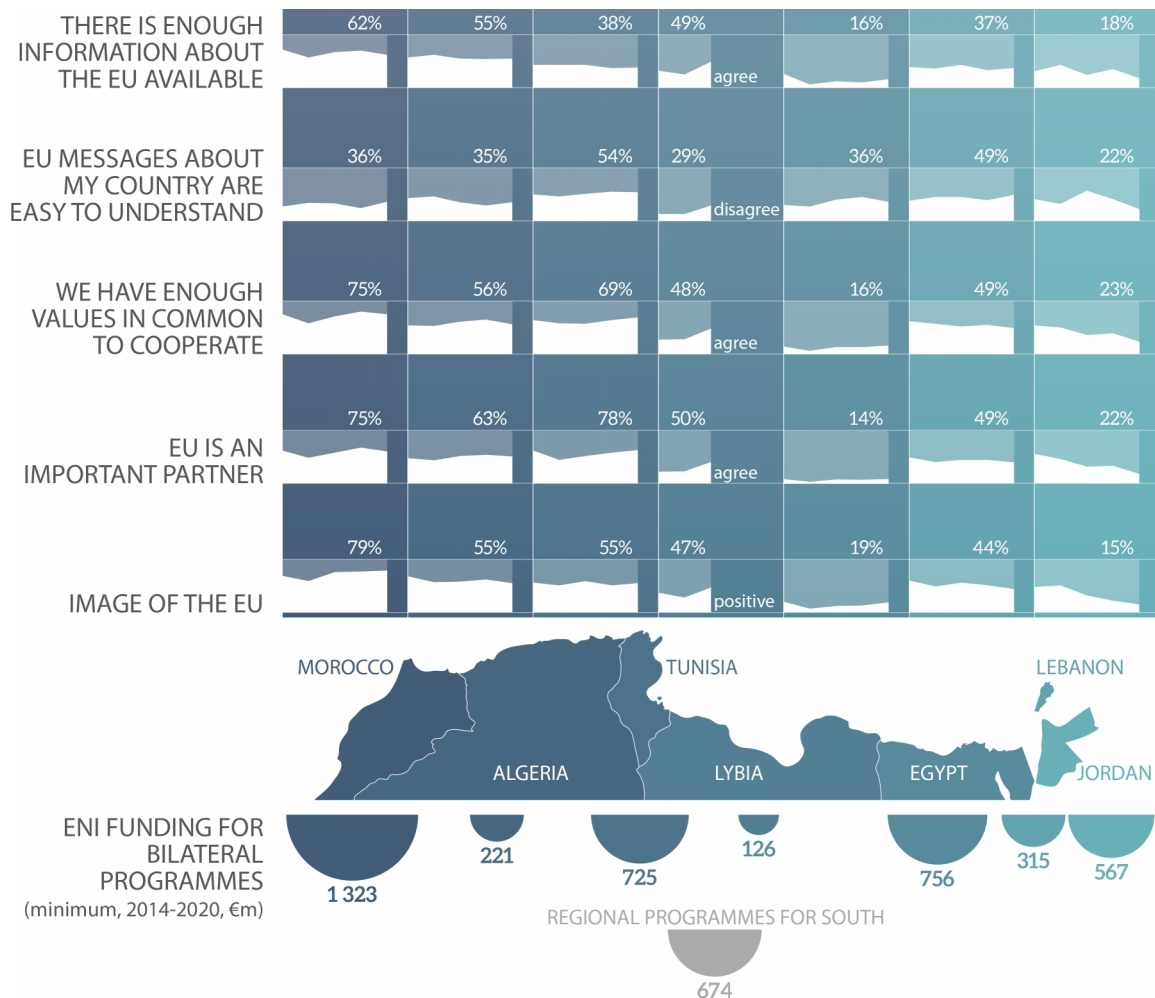 THERE IS ENOUGH
INFORMATION ABOUT
THE EU AVAILABLE
62% 55% 38% 49% 16% 37% 18%
agree
EU MESSAGES ABOUT
MY COUNTRY ARE
EASY TO UNDERSTAND
36% 35% 54% 29% 36% 49% 22%
disagree
WE HAVE ENOUGH
VALUES IN COMMON
TO COOPERATE
75% 56% 69% 48% 16% 49% 23%
agree
EU IS AN
IMPORTANT PARTNER
75% 63% 78% 50% 14% 49% 22%
agree
IMAGE OF THE EU
79% 55% 55% 47% 19% 44% 15%
positive
MOROCCO
TUNISIA
LEBANON
ALGERIA
LYBIA
EGYPT
JORDAN
ENI FUNDING FOR
BILATERAL
PROGRAMMES
(minimum, 2014-2020, €m)
1 323
221
725
126
756
315
567
REGIONAL PROGRAMMES FOR SOUTH
674